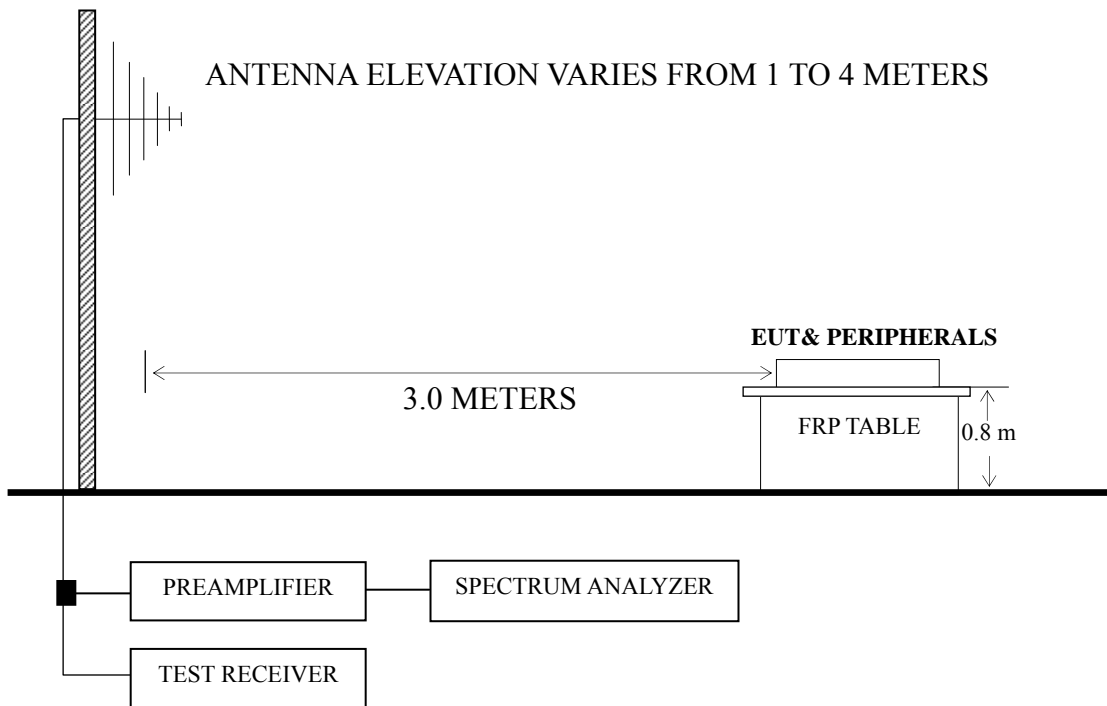 ANTENNA ELEVATION VARIES FROM 1 TO 4 METERS
EUT& PERIPHERALS
3.0 METERS
FRP TABLE
0.8 m
PREAMPLIFIER
SPECTRUM ANALYZER
TEST RECEIVER